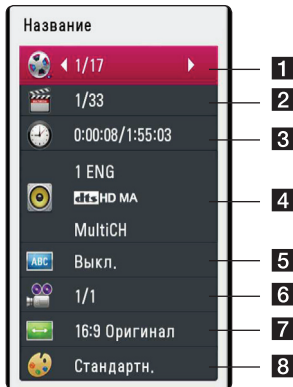 Название
1/17
1
1/33
2
0:00:08/1:55:03
3
1 ENG
dts HD MA
MultiCH
4
ABC
Выкл.
5
1/1
6
16:9 Оригинал
7
Стандартн.
8